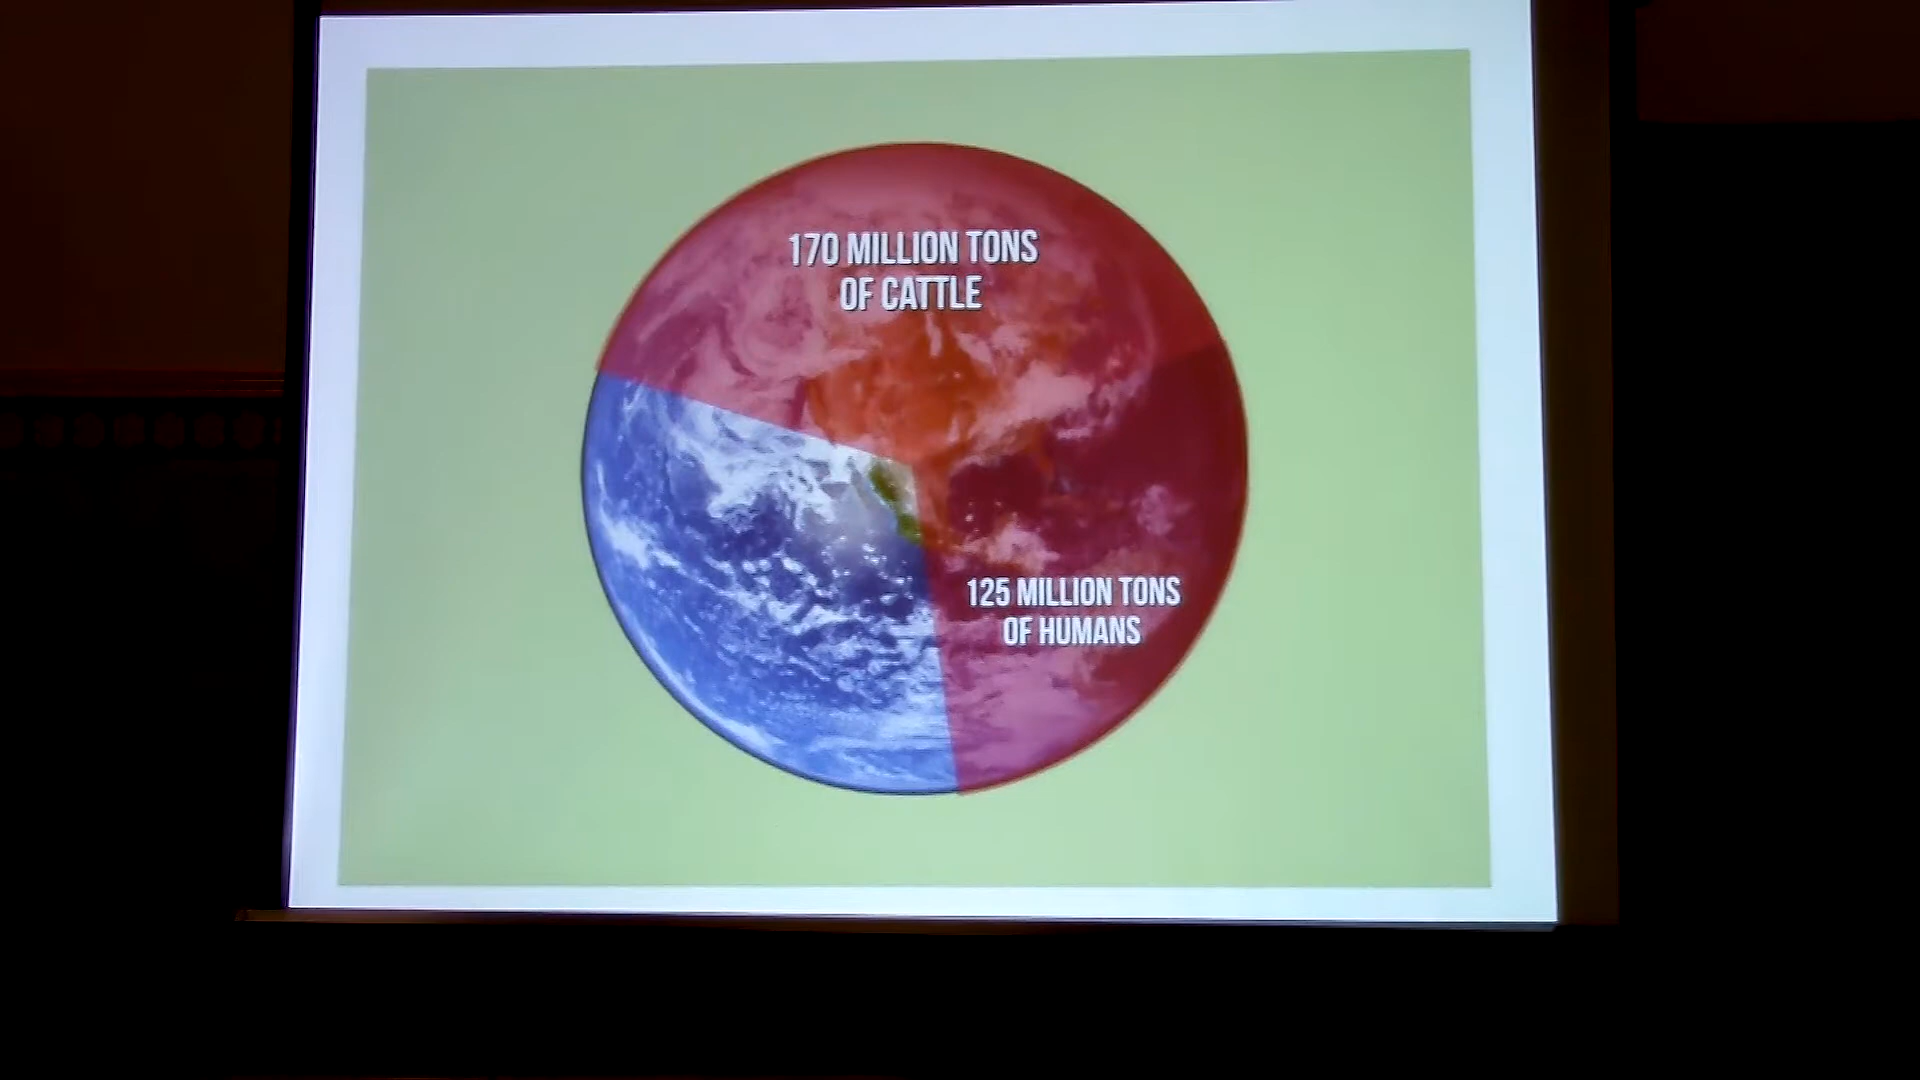 170 MILLION TONS
OF CATTLE
125 MILLION TONS
OF HUMANS